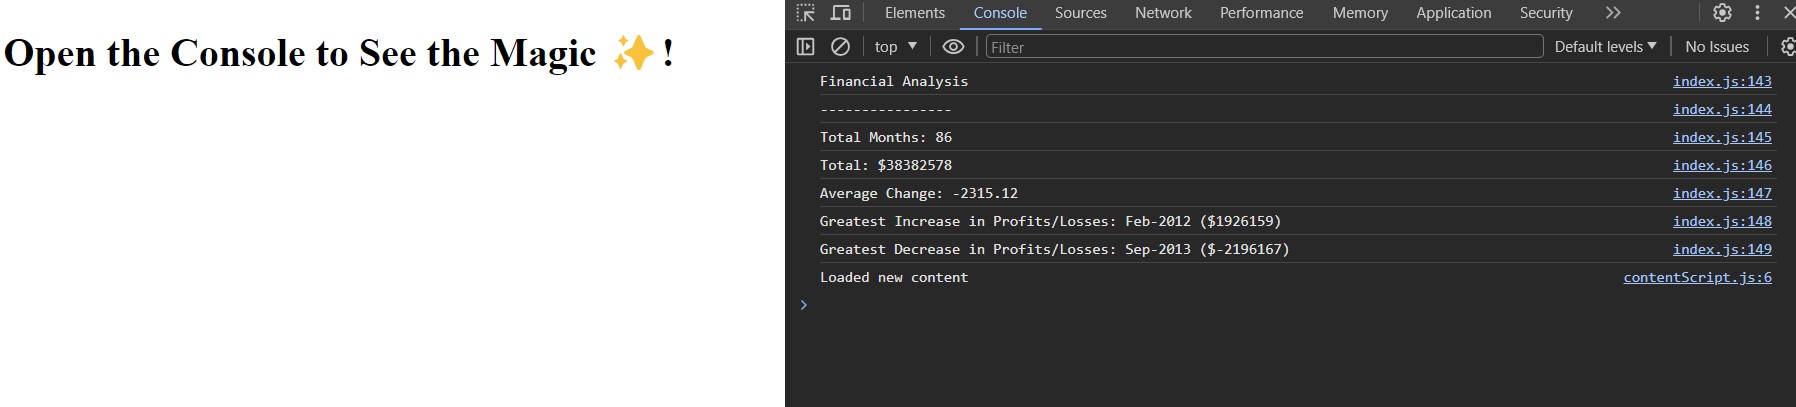 Open the Console to See the Magic ✨!
Elements Console Sources Network Performance Memory Application Security
top Filter Default levels No Issues
Financial Analysis index.js:143
---------------- index.js:144
Total Months: 86 index.js:145
Total: $38382578 index.js:146
Average Change: -2315.12 index.js:147
Greatest Increase in Profits/Losses: Feb-2012 ($1926159) index.js:148
Greatest Decrease in Profits/Losses: Sep-2013 ($-2196167) index.js:149
Loaded new content contentScript.js:6